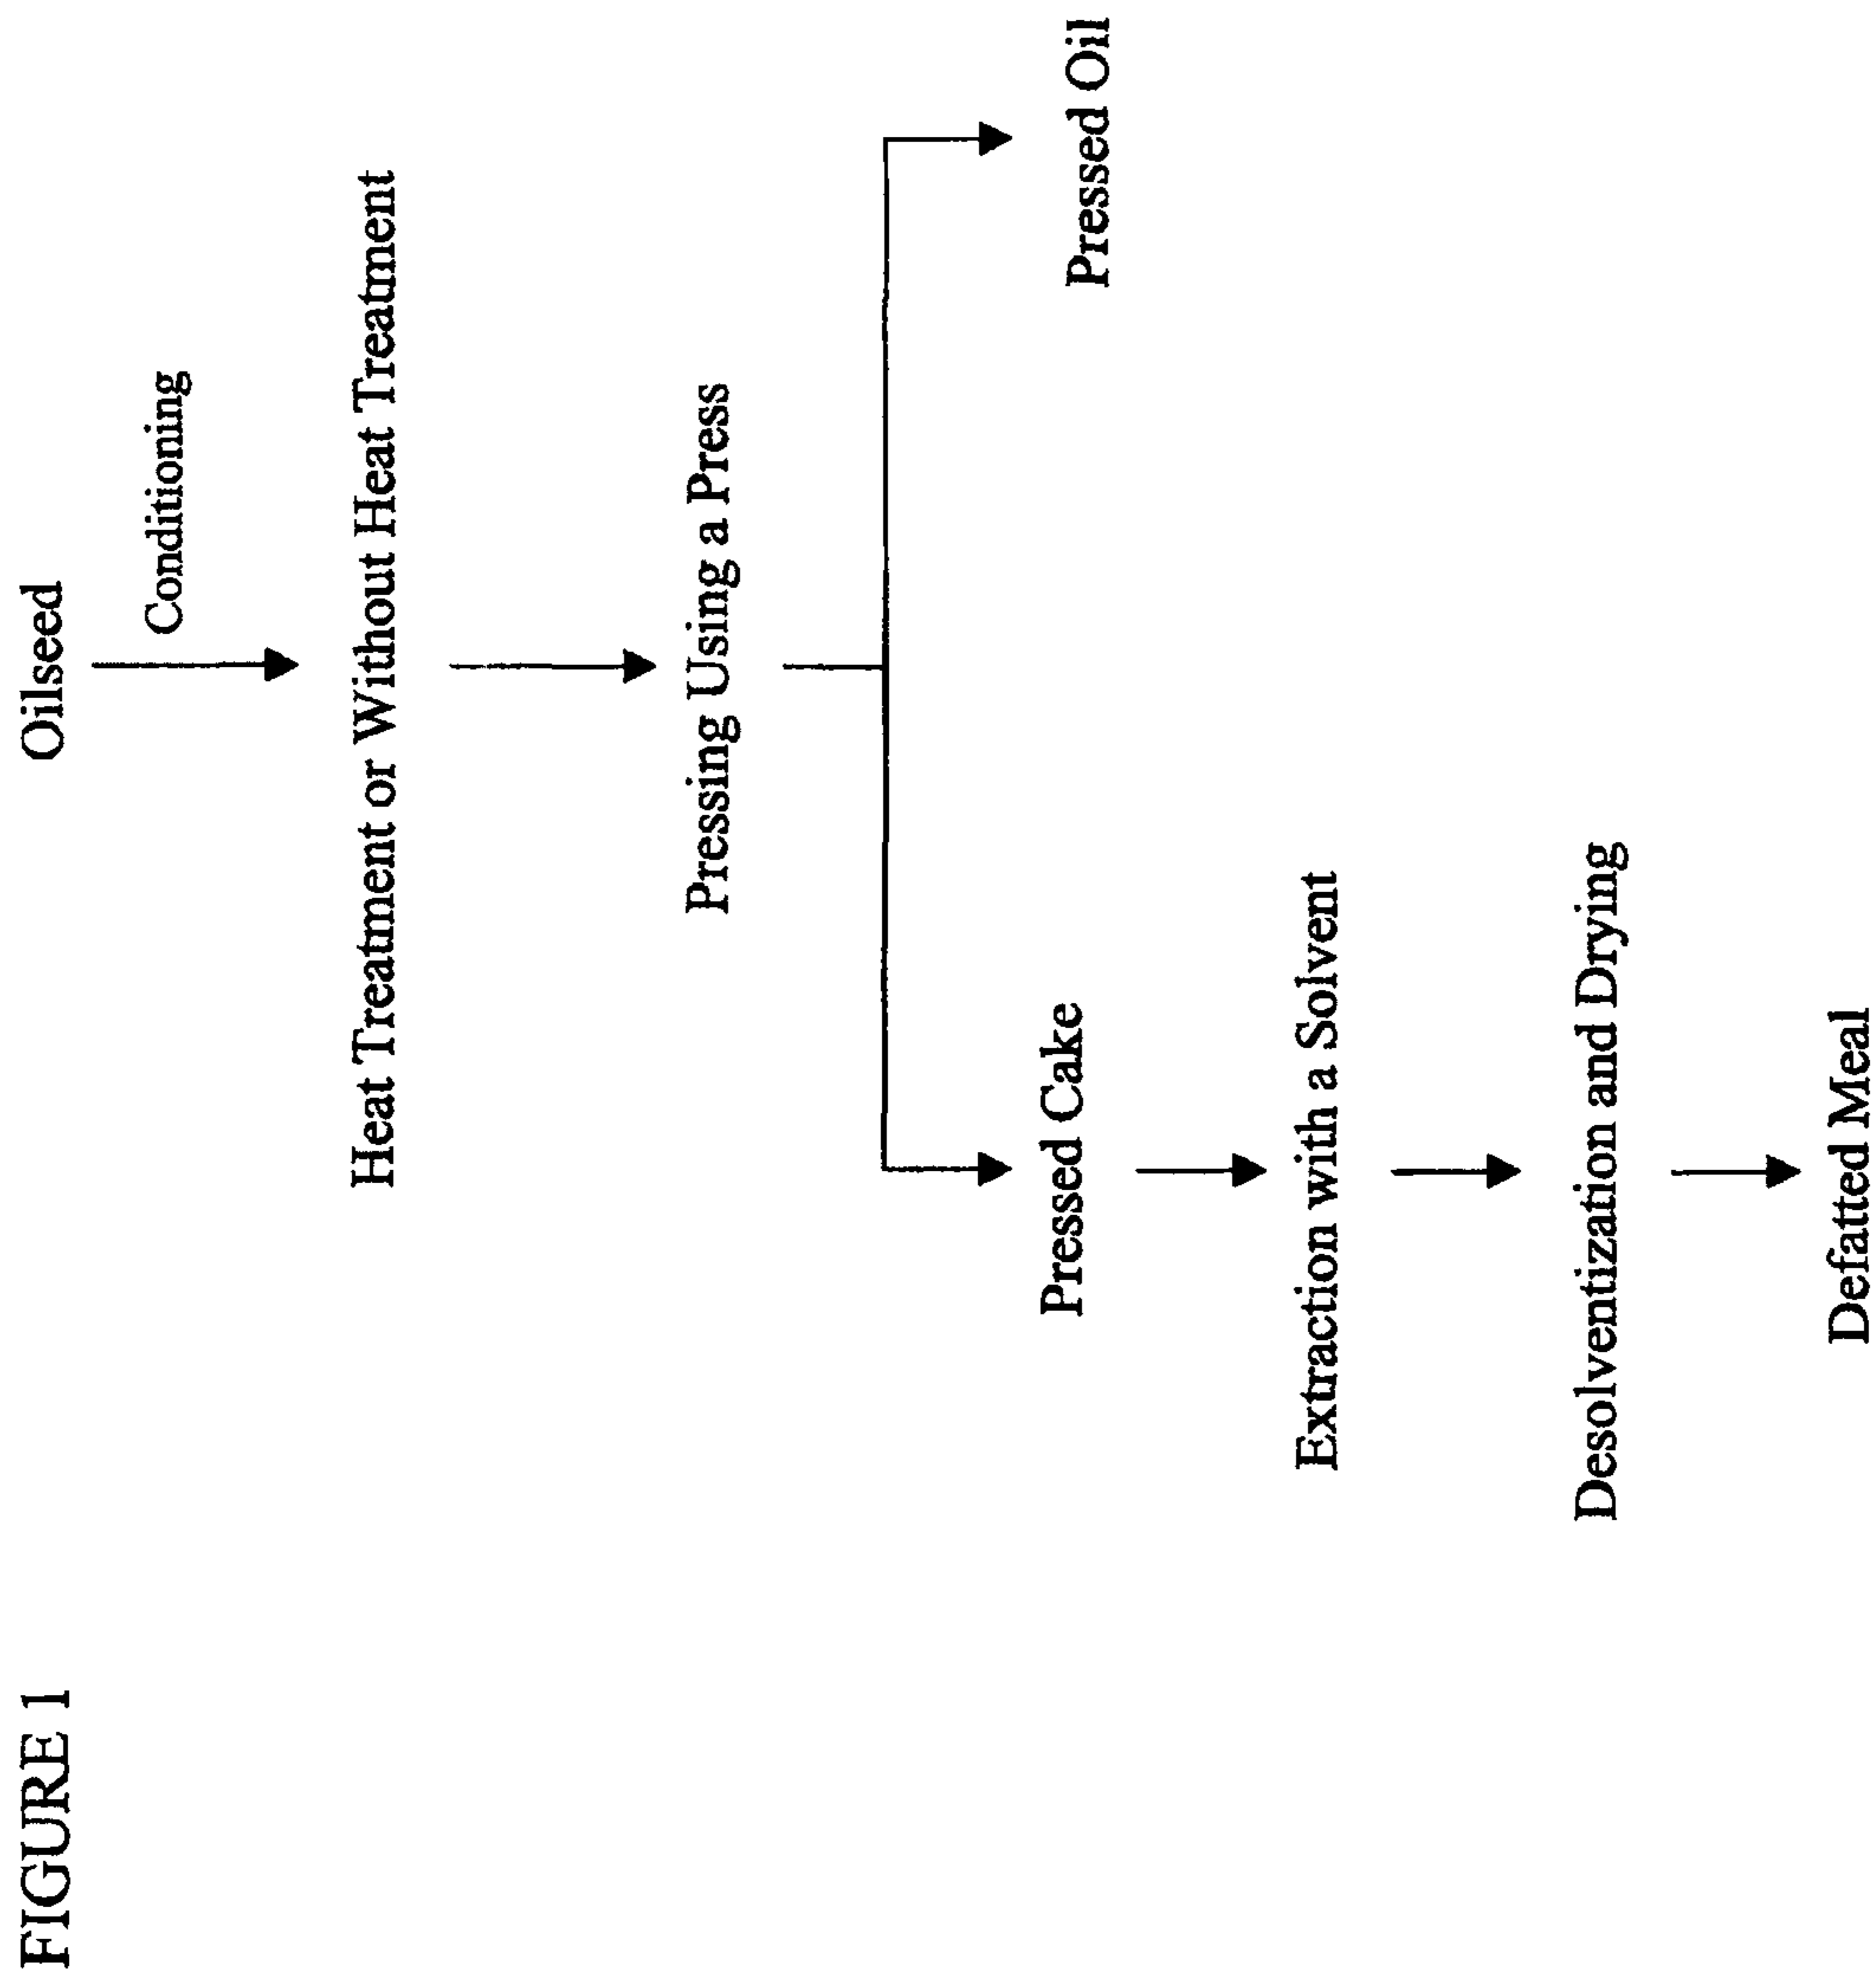 FIGURE 1
Oilseed
Conditioning
Heat Treatment or Without Heat Treatment
Pressing Using a Press
Pressed Cake
Pressed Oil
Extraction with a Solvent
Desolventization and Drying
Defatted Meal